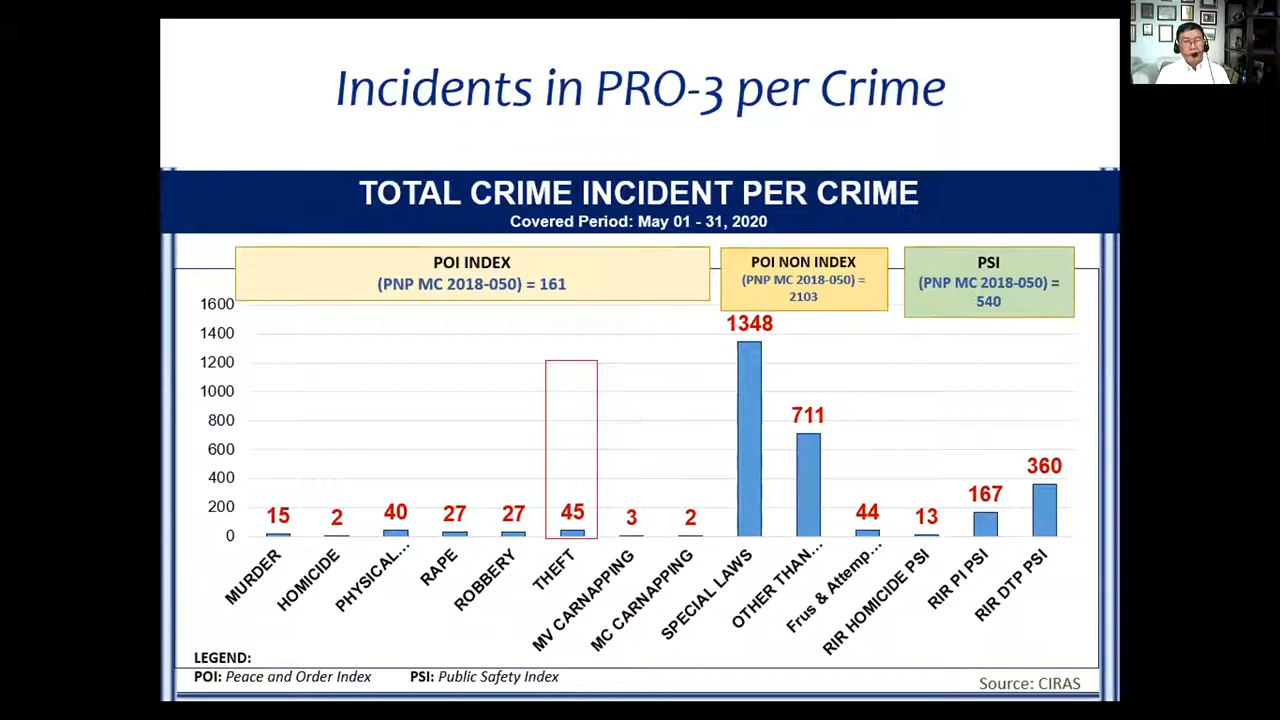 Incidents in PRO-3 per Crime
TOTAL CRIME INCIDENT PER CRIME
Covered Period: May 01 - 31, 2020
POI INDEX
(PNP MC 2018-050) = 161
POI NON INDEX
(PNP MC 2018-050) =
2103
PSI
(PNP MC 2018-050) =
540
1600
1400
1200
1000
800
600
400
200
0
15
2
40
27
27
45
3
2
1348
711
44
13
167
360
MURDER
HOMICIDE
PHYSICAL...
RAPE
ROBBERY
THEFT
MV CARNAPPING
MC CARNAPPING
SPECIAL LAWS
OTHER THAN...
Frus & Attemp...
RIR HOMICIDE PSI
RIR PI PSI
RIR DTP PSI
LEGEND:
POI: Peace and Order Index PSI: Public Safety Index
Source: CIRAS